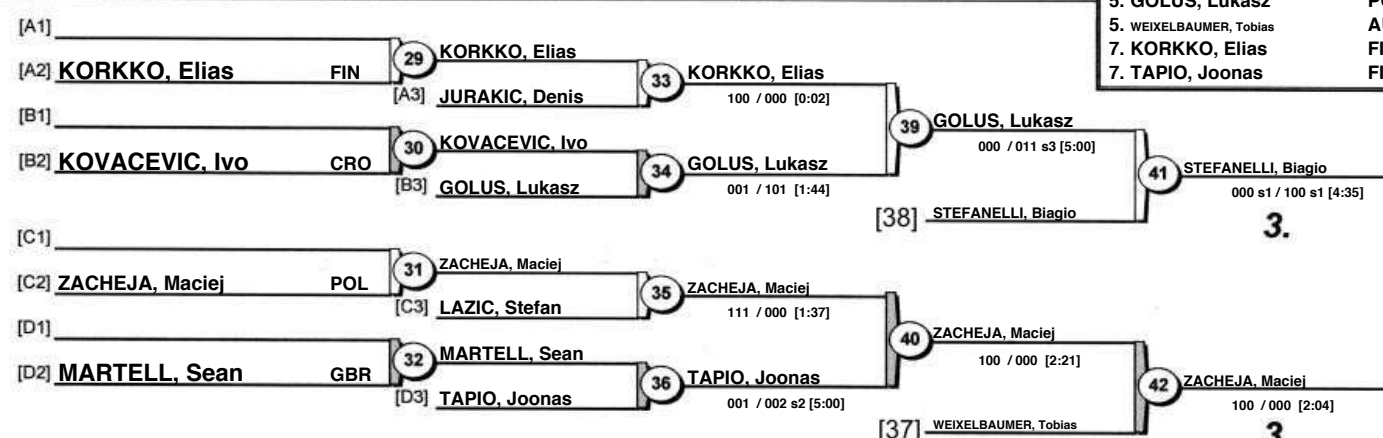 5. GOLUS, Lukasz
5. WEIXELBAUMER, Tobias
7. KORKKO, Elias
7. TAPIO, Joonas
[A1]
[A2] KORKKO, Elias FIN
29
KORKKO, Elias
[A3] JURAKIC, Denis
33
KORKKO, Elias
100 / 000 [0:02]
[B1]
[B2] KOVACEVIC, Ivo CRO
30
KOVACEVIC, Ivo
[B3] GOLUS, Lukasz
34
GOLUS, Lukasz
001 / 101 [1:44]
39
GOLUS, Lukasz
000 / 011 s3 [5:00]
[38] STEFANELLI, Biagio
41
STEFANELLI, Biagio
000 s1 / 100 s1 [4:35]
3.
[C1]
[C2] ZACHEJA, Maciej POL
31
ZACHEJA, Maciej
[C3] LAZIC, Stefan
35
ZACHEJA, Maciej
111 / 000 [1:37]
[D1]
[D2] MARTELL, Sean GBR
32
MARTELL, Sean
[D3] TAPIO, Joonas
36
TAPIO, Joonas
001 / 002 s2 [5:00]
40
ZACHEJA, Maciej
100 / 000 [2:21]
[37] WEIXELBAUMER, Tobias
42
ZACHEJA, Maciej
100 / 000 [2:04]
3